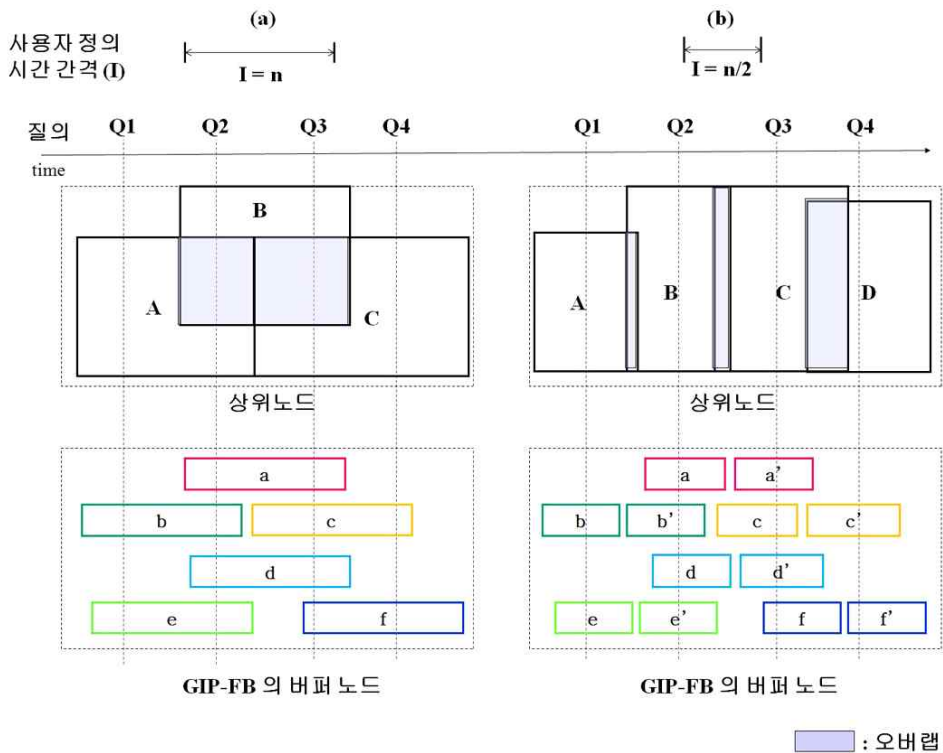 (a)
(b)
사용자 정의
시간 간격 (I)
I = n
I = n/2
질의
Q1
Q2
Q3
Q4
Q1
Q2
Q3
Q4
time
B
A
C
A
B
C
D
상위노드
상위노드
a
b
c
d
e
f
a
a’
b
b’
c
c’
d
d’
e
e’
f
f’
GIP-FB 의 버퍼 노드
GIP-FB 의 버퍼 노드
: 오버랩